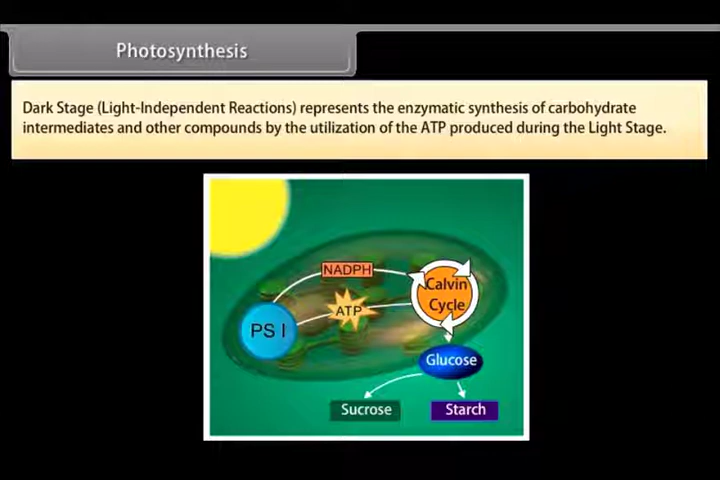 Photosynthesis
Dark Stage (Light-Independent Reactions) represents the enzymatic synthesis of carbohydrate
intermediates and other compounds by the utilization of the ATP produced during the Light Stage.
NADPH
Calvin
Cycle
ATP
PS I
Glucose
Sucrose
Starch